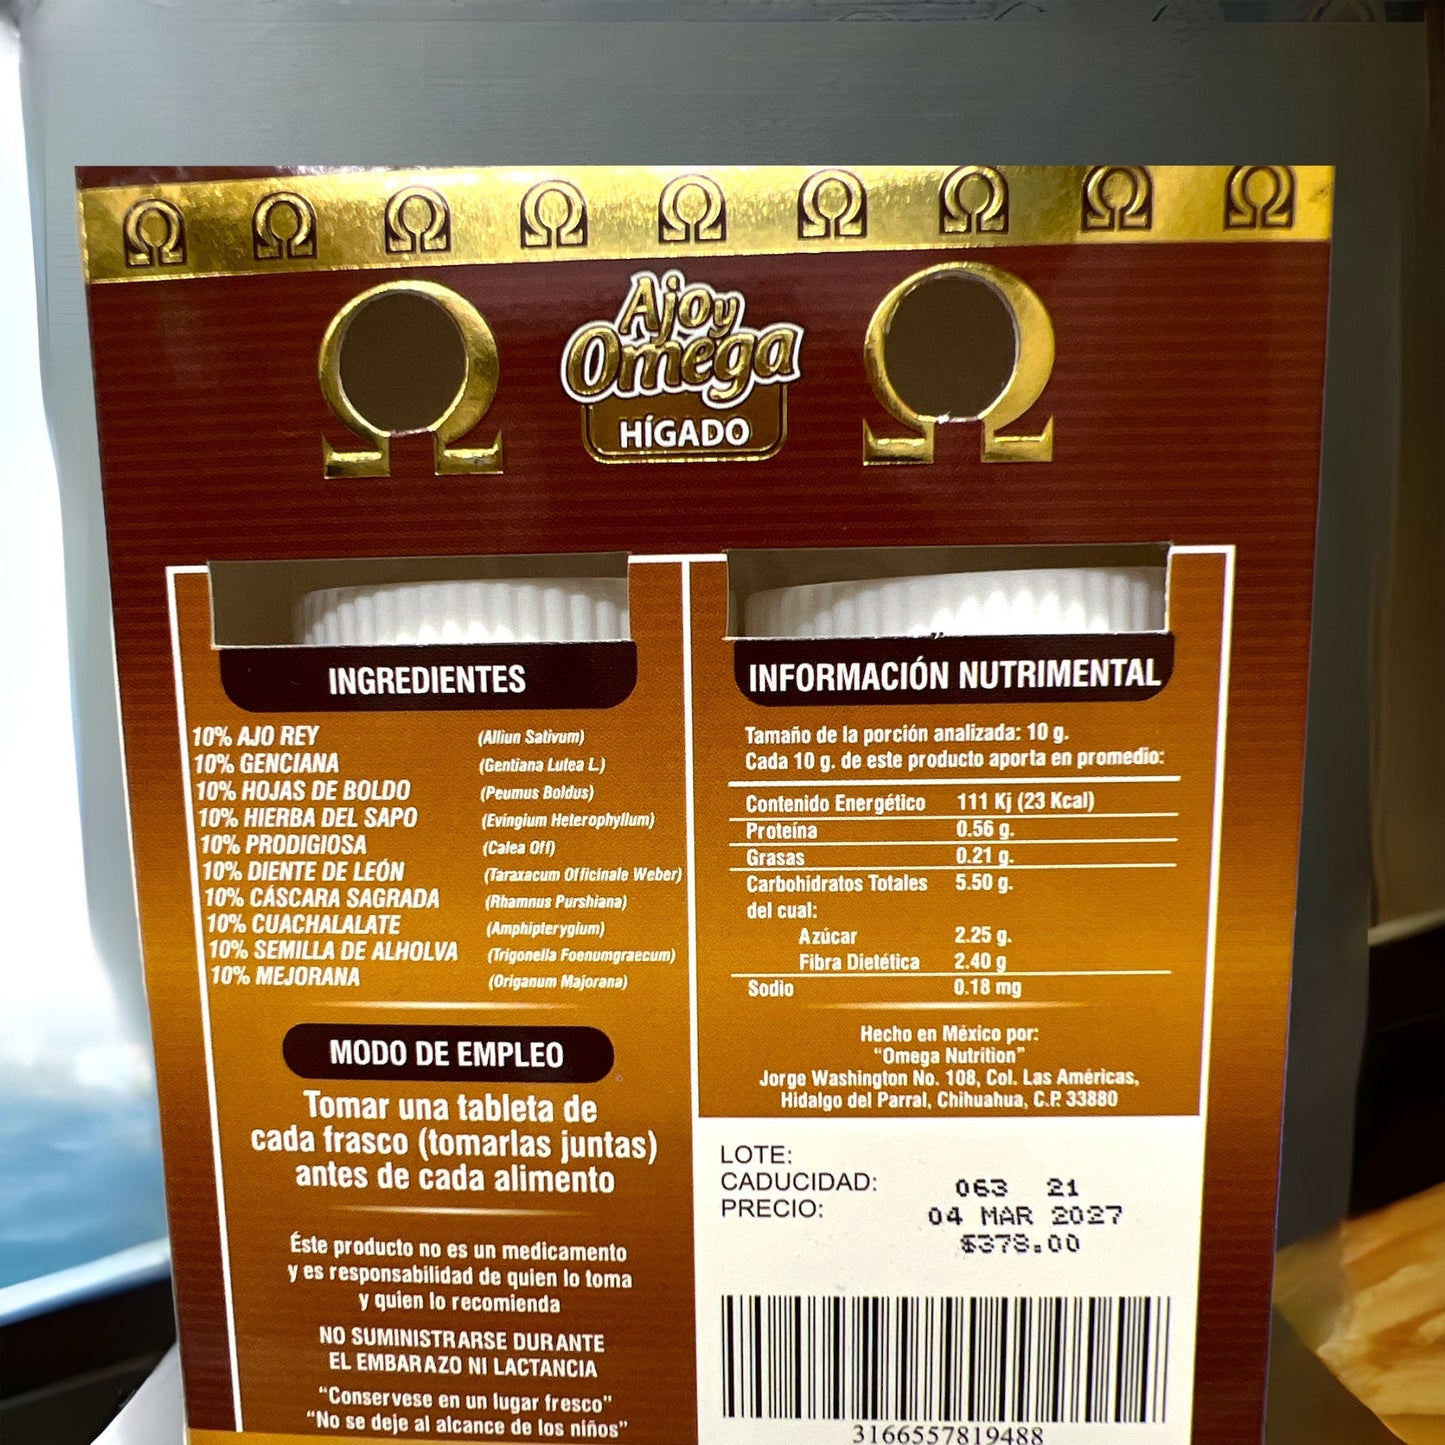 Ajo y
Omega
HÍGADO
INGREDIENTES
10% AJO REY (Alliun Sativum)
10% GENCIANA (Gentiana Lutea L.)
10% HOJAS DE BOLDO (Peumus Boldus)
10% HIERBA DEL SAPO (Evingium Heterophyllum)
10% PRODIGIOSA (Calea Off)
10% DIENTE DE LEÓN (Taraxacum Officinale Weber)
10% CÁSCARA SAGRADA (Rhamnus Purshiana)
10% CUACHALALATE (Amphipterygium)
10% SEMILLA DE ALHOLVA (Trigonella Foenumgraecum)
10% MEJORANA (Origanum Majorana)
MODO DE EMPLEO
Tomar una tableta de
cada frasco (tomarlas juntas)
antes de cada alimento
Éste producto no es un medicamento
y es responsabilidad de quien lo toma
y quien lo recomienda
NO SUMINISTRARSE DURANTE
EL EMBARAZO NI LACTANCIA
"Conservese en un lugar fresco"
"No se deje al alcance de los niños"
INFORMACIÓN NUTRIMENTAL
Tamaño de la porción analizada: 10 g.
Cada 10 g. de este producto aporta en promedio:
Contenido Energético 111 Kj (23 Kcal)
Proteína 0.56 g.
Grasas 0.21 g.
Carbohidratos Totales 5.50 g.
del cual:
Azúcar 2.25 g.
Fibra Dietética 2.40 g
Sodio 0.18 mg
Hecho en México por:
"Omega Nutrition"
Jorge Washington No. 108, Col. Las Américas,
Hidalgo del Parral, Chihuahua, C.P. 33880
LOTE:
CADUCIDAD:
PRECIO:
063 21
04 MAR 2027
$378.00
3166557819488